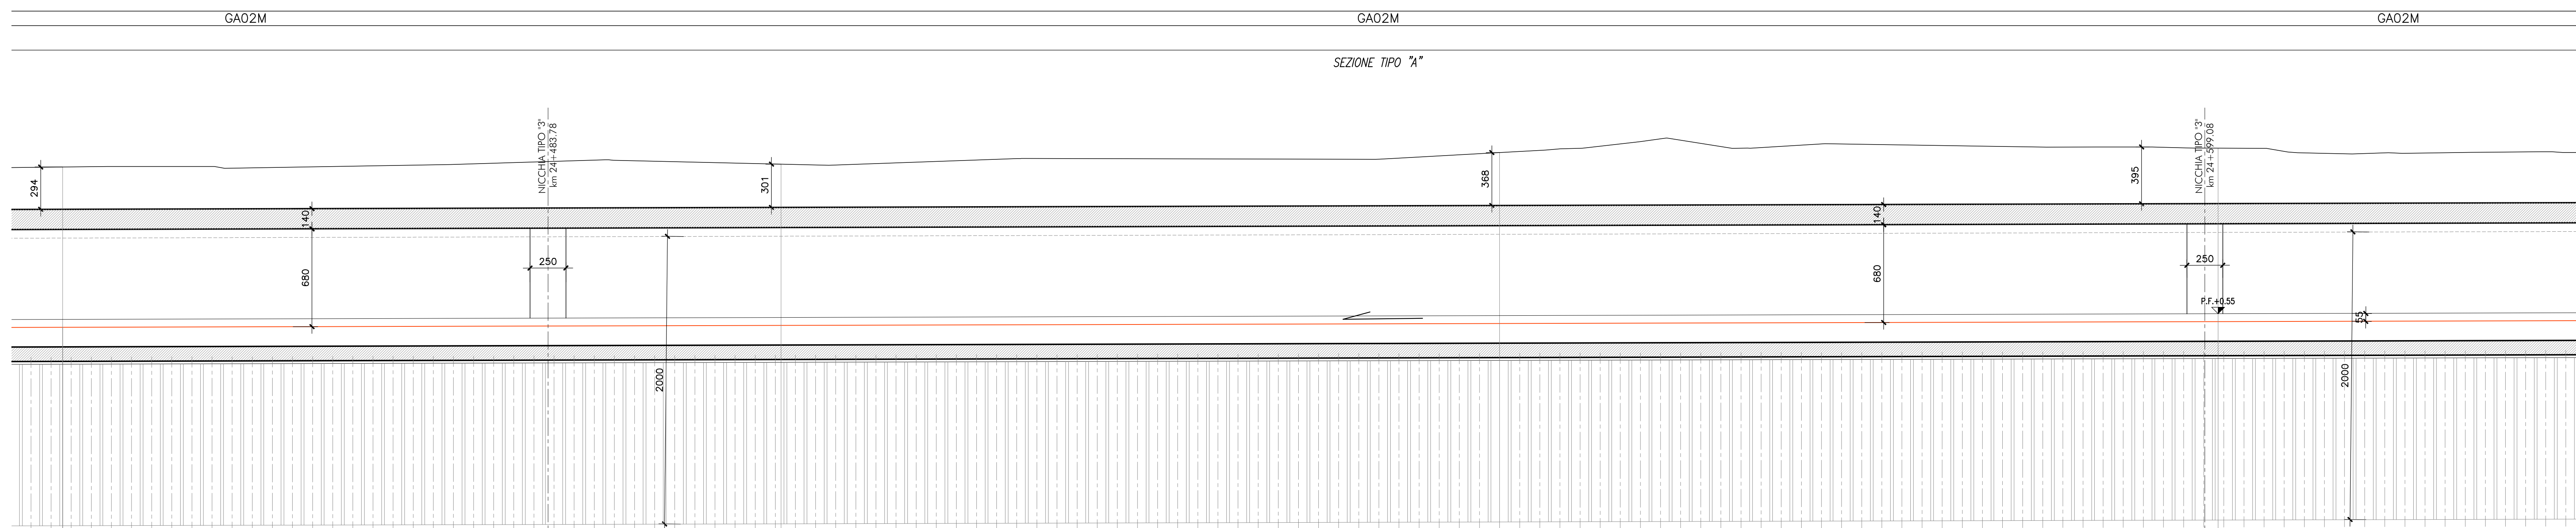 GA02M
GA02M
GA02M
SEZIONE TIPO "A"
NICCHIA TIPO "3"
km 24+483.78
NICCHIA TIPO "3"
km 24+599.08
294
301
368
395
140
140
680
250
680
250
P.F.+0.55
55
2000
2000